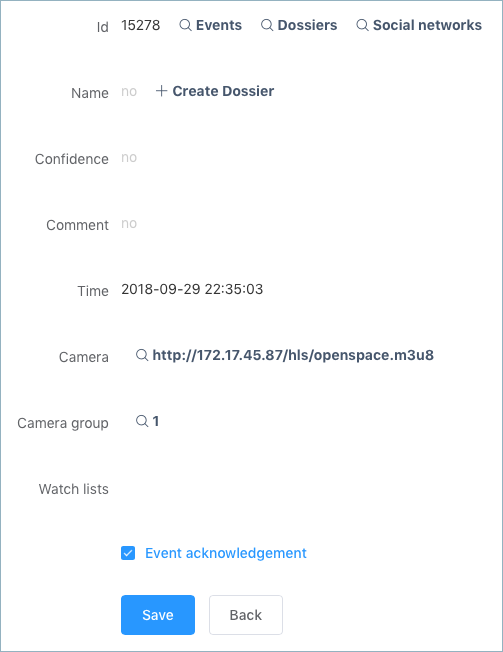 Id 15278 Events Dossiers Social networks
Name no + Create Dossier
Confidence no
Comment no
Time 2018-09-29 22:35:03
Camera http://172.17.45.87/hls/openspace.m3u8
Camera group 1
Watch lists
Event acknowledgement
Save Back